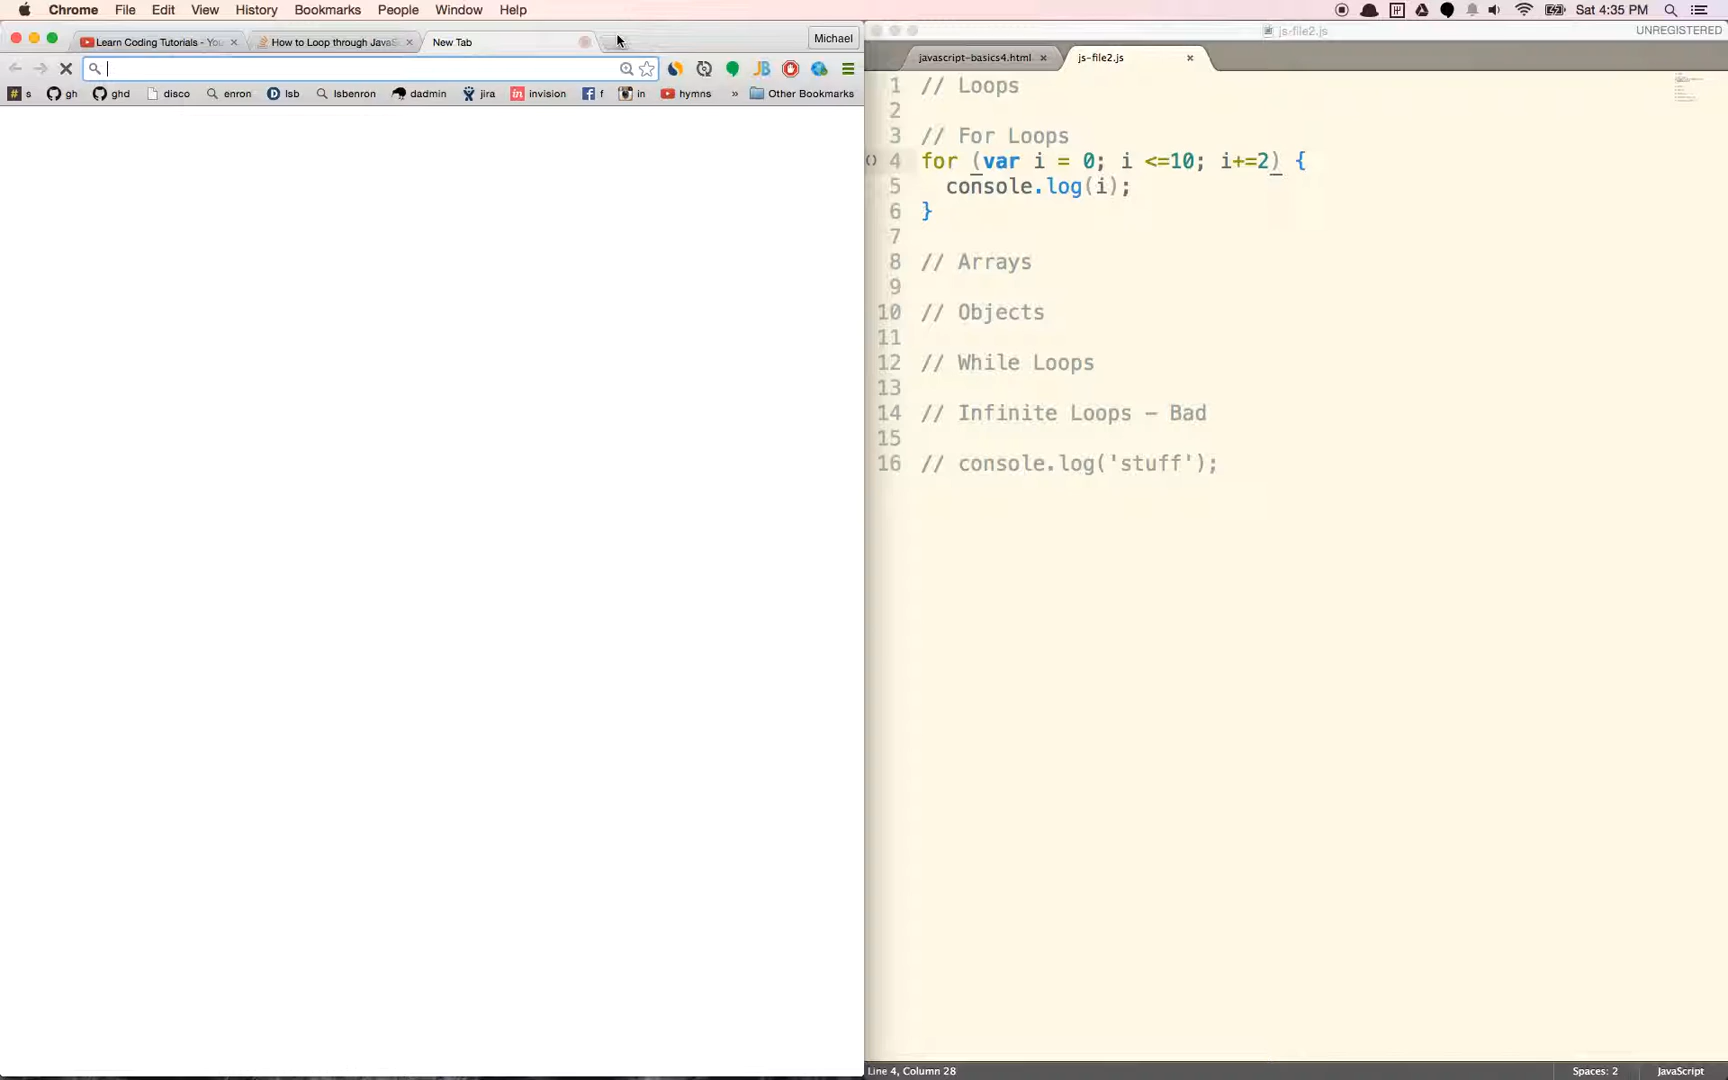 Chrome File Edit View History Bookmarks People Window Help Sat 4:35 PM
Learn Coding Tutorials - You How to Loop through JavaS New Tab Michael
js-file2.js UNREGISTERED
javascript-basics4.html js-file2.js
JB
# s gh ghd disco enron D lsb lsbenron dadmin jira in invision f f in hymns » Other Bookmarks
1 // Loops
2
3 // For Loops
() 4 for (var i = 0; i <=10; i+=2) {
5 console.log(i);
6 }
7
8 // Arrays
9
10 // Objects
11
12 // While Loops
13
14 // Infinite Loops - Bad
15
16 // console.log('stuff');
Line 4, Column 28 Spaces: 2 JavaScript